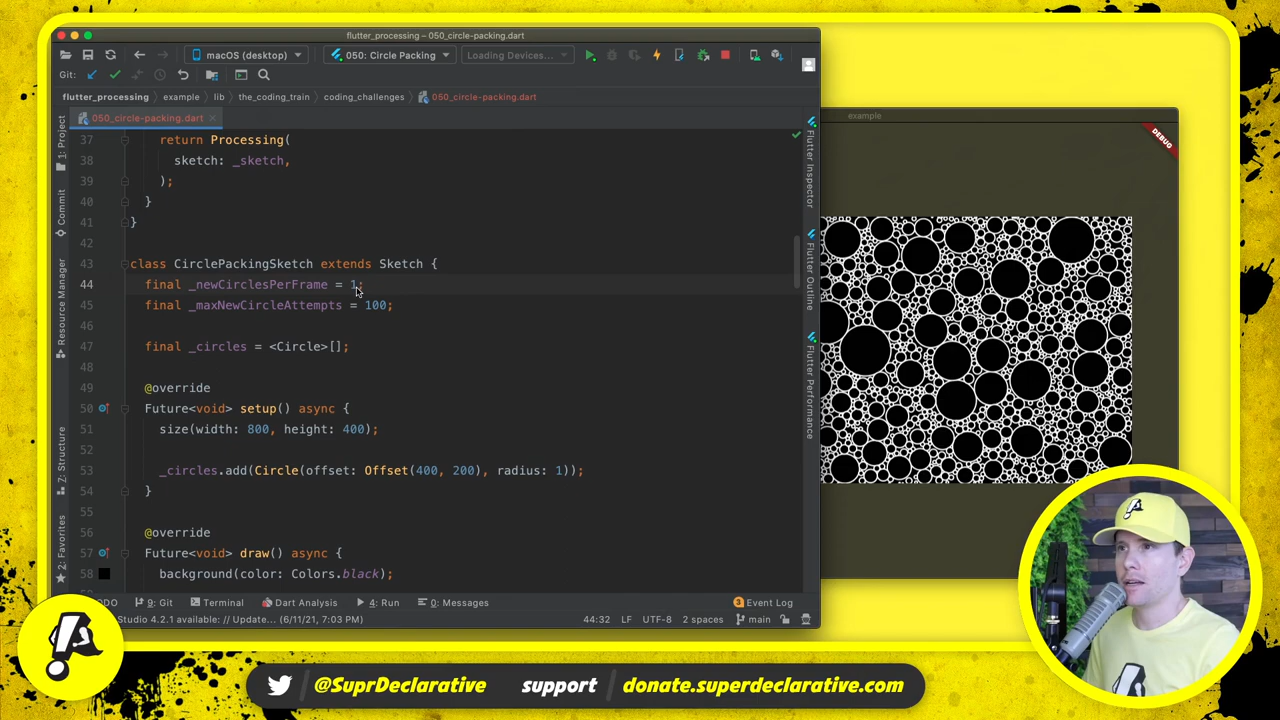 flutter_processing – 050_circle-packing.dart
macOS (desktop)
050: Circle Packing
Loading Devices...
Git:
flutter_processing
example
lib
the_coding_train
coding_challenges
050_circle-packing.dart
050_circle-packing.dart
1: Project
Commit
Resource Manager
7: Structure
2: Favorites
37 return Processing(
38 sketch: _sketch,
39 );
40 }
41 }
42
43 class CirclePackingSketch extends Sketch {
44 final _newCirclesPerFrame = 1;
45 final _maxNewCircleAttempts = 100;
46
47 final _circles = <Circle>[];
48
49 @override
50 Future<void> setup() async {
51 size(width: 800, height: 400);
52
53 _circles.add(Circle(offset: Offset(400, 200), radius: 1));
54 }
55
56 @override
57 Future<void> draw() async {
58 background(color: Colors.black);
Flutter Inspector
Flutter Outline
Flutter Performance
ODO
9: Git
Terminal
Dart Analysis
4: Run
0: Messages
3 Event Log
Studio 4.2.1 available: // Update... (6/11/21, 7:03 PM)
44:32
LF
UTF-8
2 spaces
main
example
DEBUG
@SuprDeclarative
support
donate.superdeclarative.com